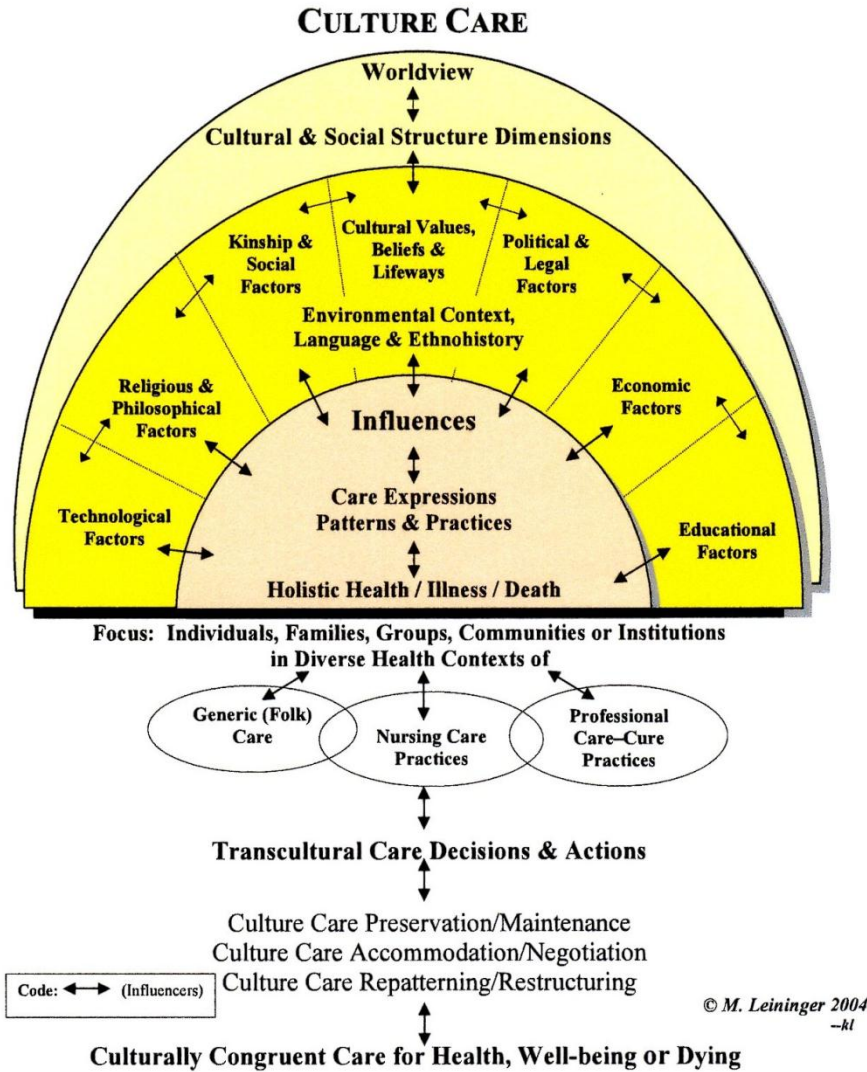 CULTURE CARE
Worldview
Cultural & Social Structure Dimensions
Kinship &
Social
Factors
Cultural Values,
Beliefs &
Lifeways
Political &
Legal
Factors
Environmental Context,
Language & Ethnohistory
Religious &
Philosophical
Factors
Economic
Factors
Technological
Factors
Educational
Factors
Influences
Care Expressions
Patterns & Practices
Holistic Health / Illness / Death
Focus: Individuals, Families, Groups, Communities or Institutions
in Diverse Health Contexts of
Generic (Folk)
Care
Nursing Care
Practices
Professional
Care–Cure
Practices
Transcultural Care Decisions & Actions
Culture Care Preservation/Maintenance
Culture Care Accommodation/Negotiation
Culture Care Repatterning/Restructuring
Code: (Influencers)
© M. Leininger 2004
--kl
Culturally Congruent Care for Health, Well-being or Dying